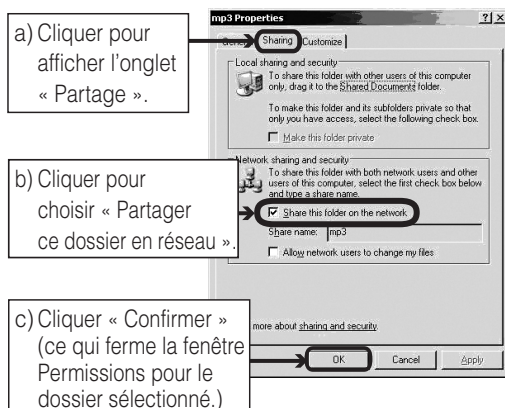 mp3 Properties
Sharing
Customize
a) Cliquer pour
afficher l'onglet
« Partage ».
Local sharing and security
To share this folder with other users of this computer
only, drag it to the Shared Documents folder.
To make this folder and its subfolders private so that
only you have access, select the following check box.
Make this folder private
Network sharing and security
To share this folder with both network users and other
users of this computer, select the first check box below
and type a share name.
b) Cliquer pour
choisir « Partager
ce dossier en réseau ».
Share this folder on the network
Share name: mp3
Allow network users to change my files
c) Cliquer « Confirmer »
(ce qui ferme la fenêtre
Permissions pour le
dossier sélectionné.)
more about sharing and security.
OK
Cancel
Apply